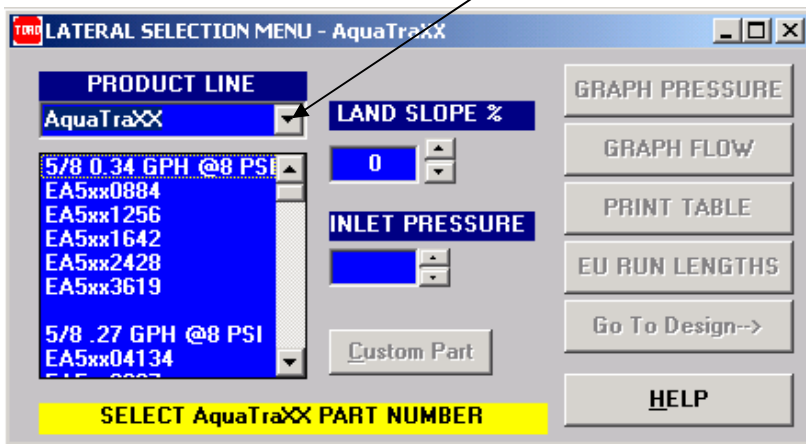 TORO LATERAL SELECTION MENU - AquaTraXX
PRODUCT LINE
AquaTraXX
5/8 0.34 GPH @8 PSI
EA5xx0884
EA5xx1256
EA5xx1642
EA5xx2428
EA5xx3619
5/8 .27 GPH @8 PSI
EA5xx04134
LAND SLOPE %
0
INLET PRESSURE
Custom Part
SELECT AquaTraXX PART NUMBER
GRAPH PRESSURE
GRAPH FLOW
PRINT TABLE
EU RUN LENGTHS
Go To Design-->
HELP